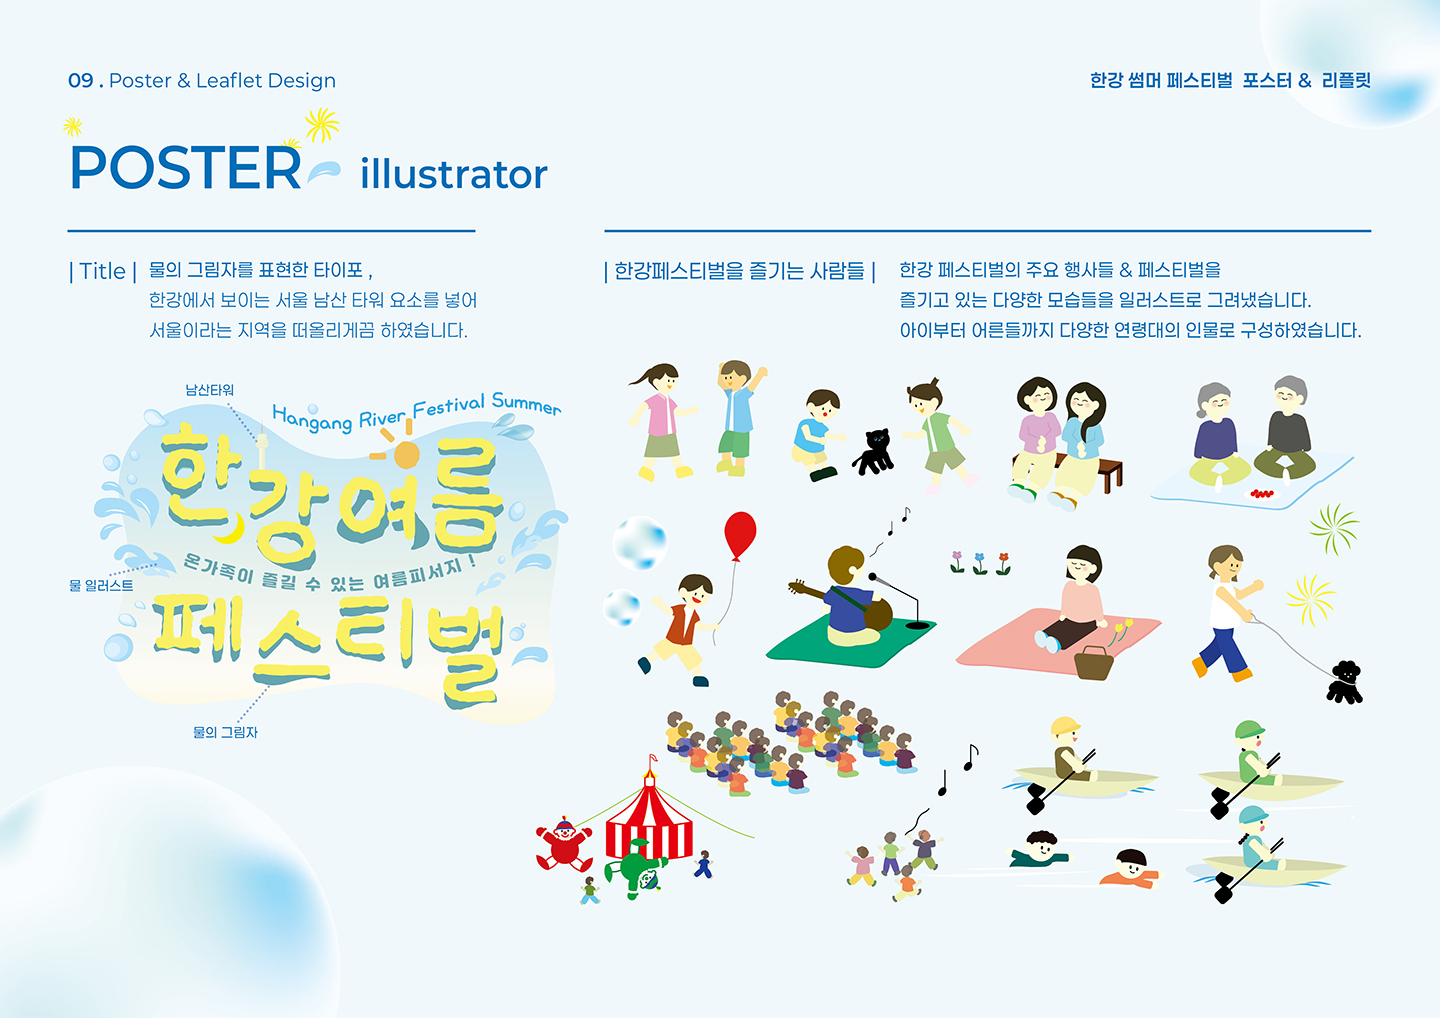 09 . Poster & Leaflet Design
한강 썸머 페스티벌 포스터 & 리플릿
POSTER illustrator
| Title | 물의 그림자를 표현한 타이포 ,
한강에서 보이는 서울 남산 타워 요소를 넣어
서울이라는 지역을 떠올리게끔 하였습니다.
| 한강페스티벌을 즐기는 사람들 | 한강 페스티벌의 주요 행사들 & 페스티벌을
즐기고 있는 다양한 모습들을 일러스트로 그려냈습니다.
아이부터 어른들까지 다양한 연령대의 인물로 구성하였습니다.
남산타워
Hangang River Festival Summer
한강여름
온가족이 즐길 수 있는 여름피서지 !
물 일러스트
페스티벌
물의 그림자